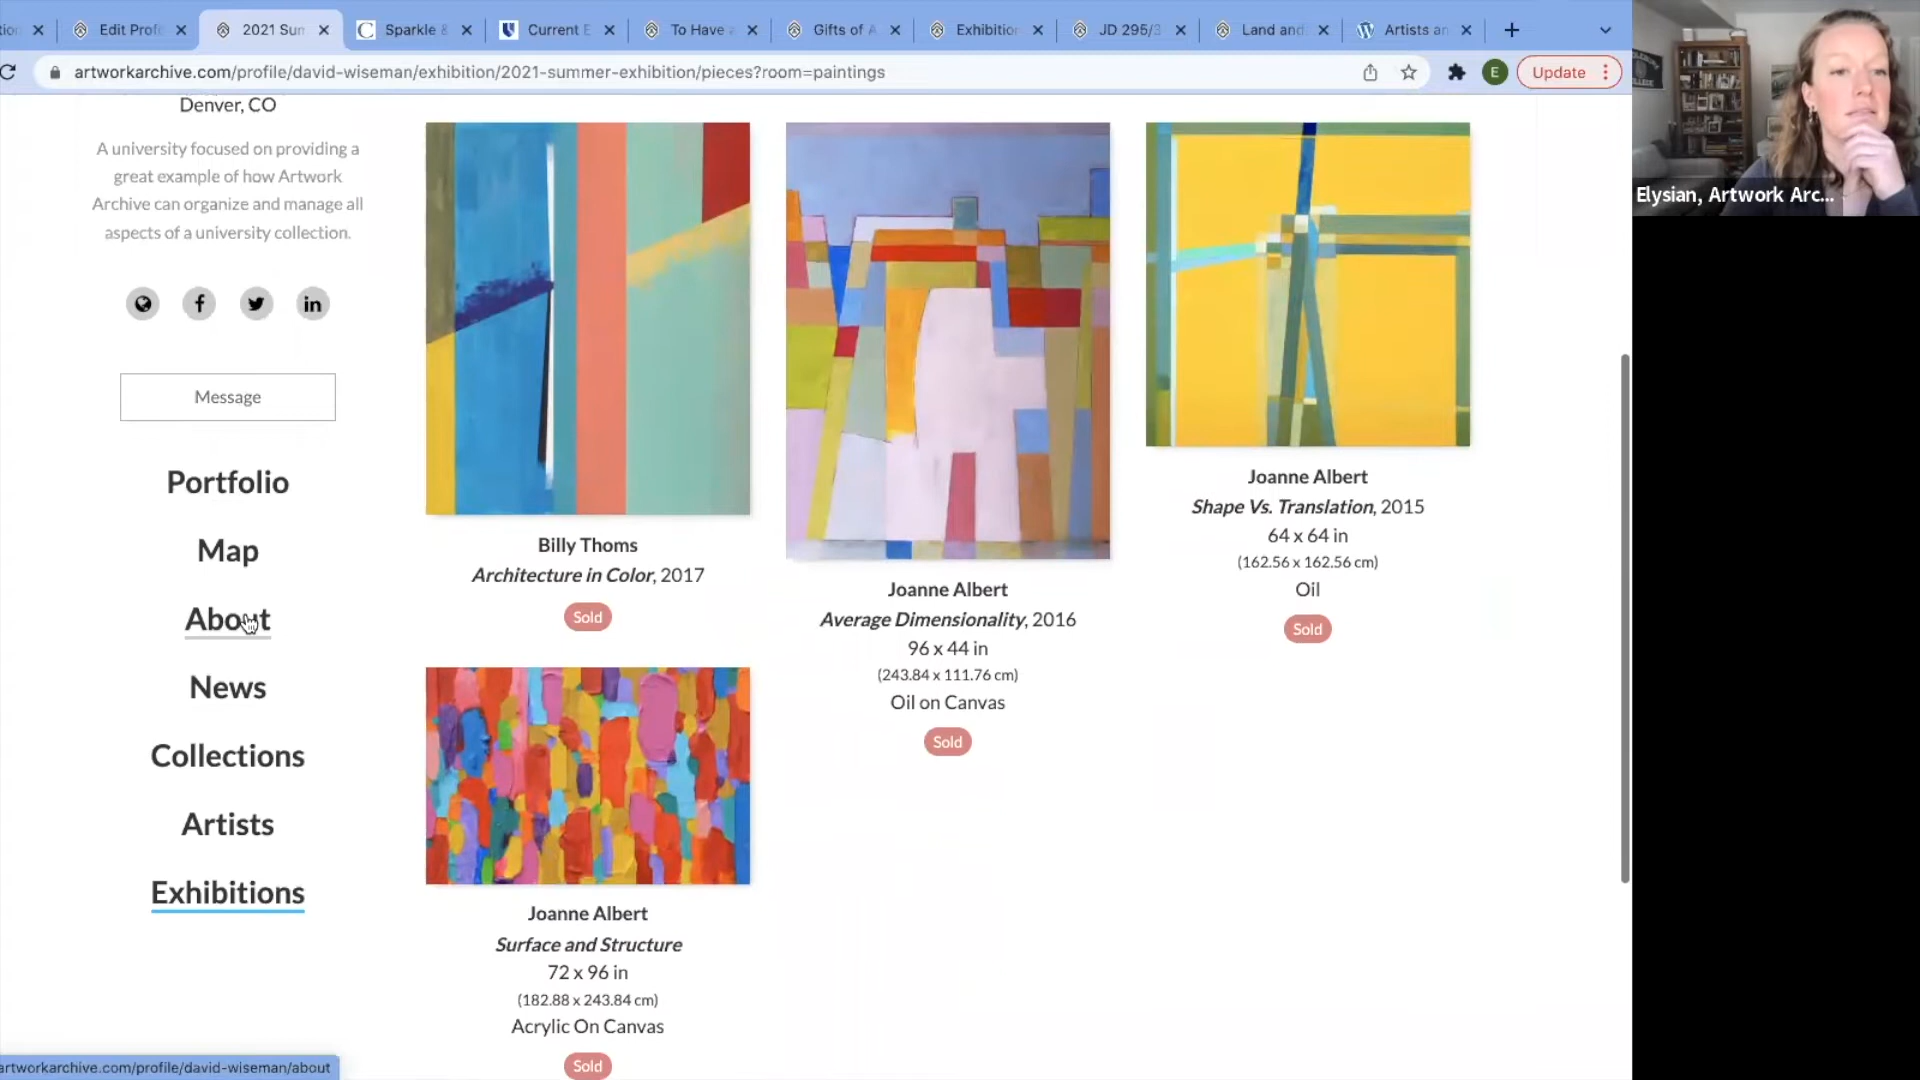 Edit Prof
2021 Sun
Sparkle &
Current E
To Have a
Gifts of A
Exhibition
JD 295/3
Land and
Artists an
artworkarchive.com/profile/david-wiseman/exhibition/2021-summer-exhibition/pieces?room=paintings
E
Update
Elysian, Artwork Arc...
Denver, CO
A university focused on providing a
great example of how Artwork
Archive can organize and manage all
aspects of a university collection.
Message
Portfolio
Map
About
News
Collections
Artists
Exhibitions
Billy Thoms
Architecture in Color, 2017
Sold
Joanne Albert
Average Dimensionality, 2016
96 x 44 in
(243.84 x 111.76 cm)
Oil on Canvas
Sold
Joanne Albert
Shape Vs. Translation, 2015
64 x 64 in
(162.56 x 162.56 cm)
Oil
Sold
Joanne Albert
Surface and Structure
72 x 96 in
(182.88 x 243.84 cm)
Acrylic On Canvas
Sold
artworkarchive.com/profile/david-wiseman/about